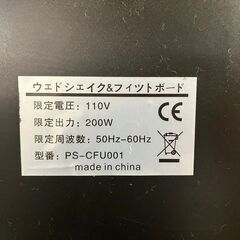 ウエドシェイク&フィツトボード
限定電圧：110V
限定出力：200W
限定周波数：50Hz-60Hz
型番：PS-CFU001
made in china
CE